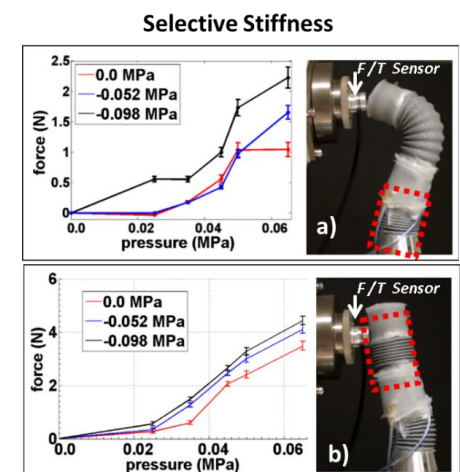 Selective Stiffness
2.5
2
1.5
1
0.5
0
force (N)
0.0 MPa
-0.052 MPa
-0.098 MPa
0.0
0.02
0.04
0.06
pressure (MPa)
F/T Sensor
a)
6
4
2
0
force (N)
0.0 MPa
-0.052 MPa
-0.098 MPa
0.0
0.02
0.04
0.06
pressure (MPa)
F/T Sensor
b)